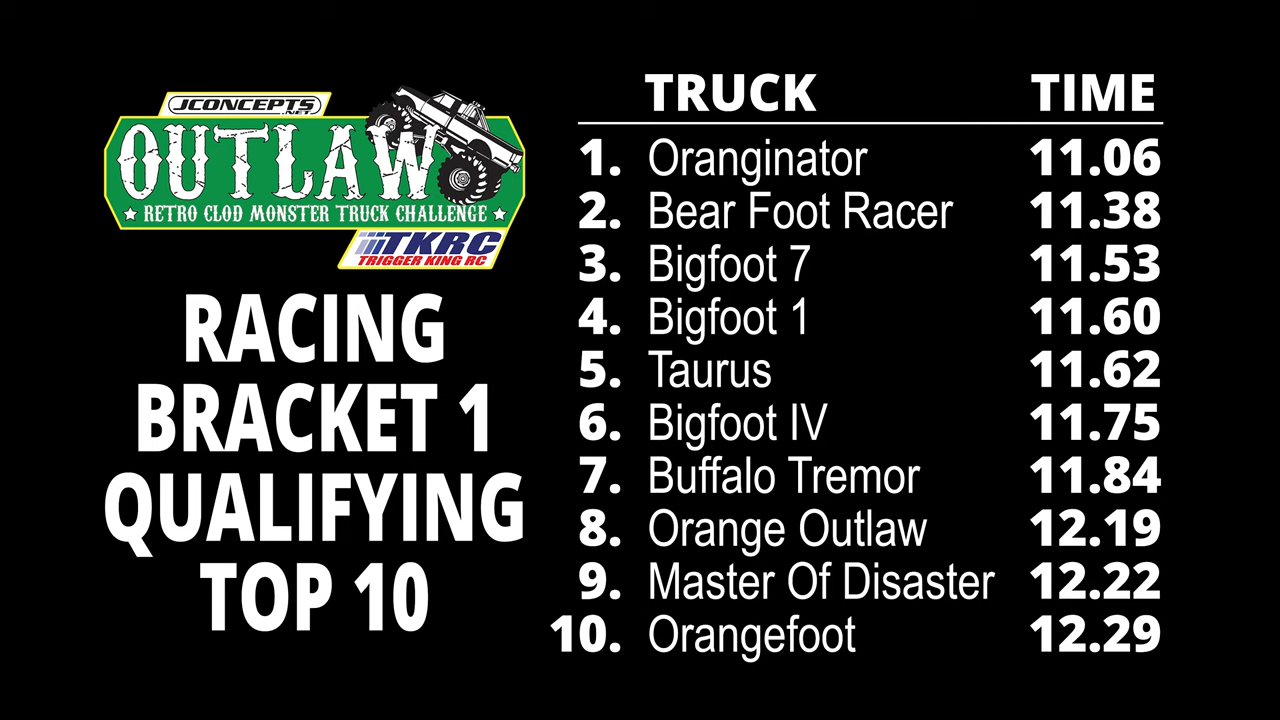 JCONCEPTS
.NET
OUTLAW
RETRO CLOD MONSTER TRUCK CHALLENGE
TKRC
TRIGGER KING RC
RACING
BRACKET 1
QUALIFYING
TOP 10
TRUCK TIME
1. Oranginator 11.06
2. Bear Foot Racer 11.38
3. Bigfoot 7 11.53
4. Bigfoot 1 11.60
5. Taurus 11.62
6. Bigfoot IV 11.75
7. Buffalo Tremor 11.84
8. Orange Outlaw 12.19
9. Master Of Disaster 12.22
10. Orangefoot 12.29